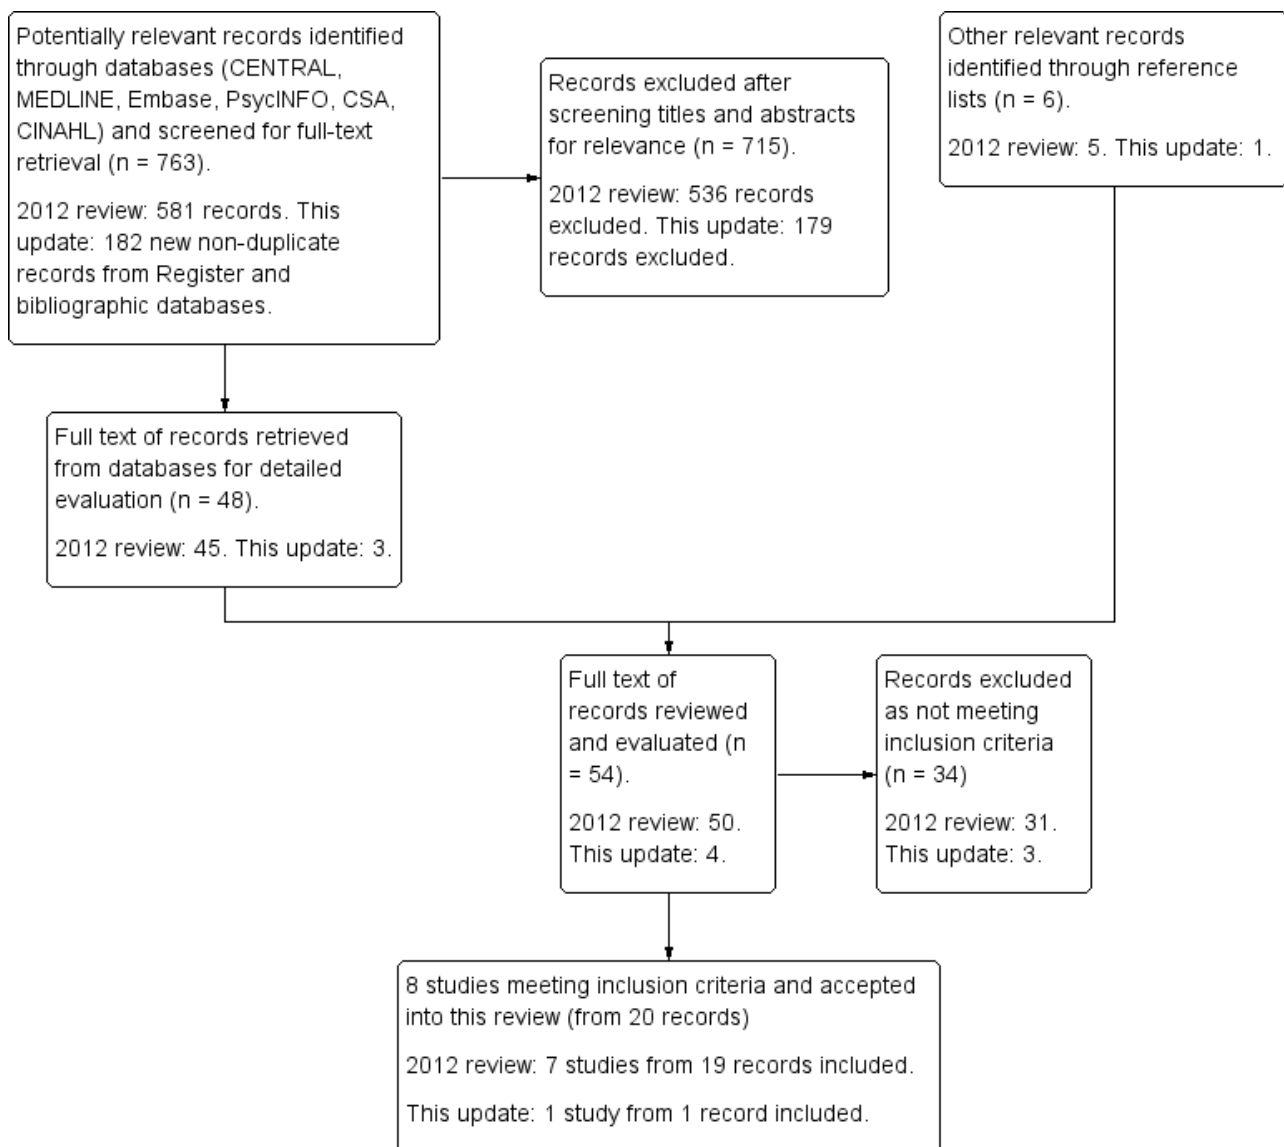 Potentially relevant records identified
through databases (CENTRAL,
MEDLINE, Embase, PsycINFO, CSA,
CINAHL) and screened for full-text
retrieval (n = 763).
2012 review: 581 records. This
update: 182 new non-duplicate
records from Register and
bibliographic databases.
Records excluded after
screening titles and abstracts
for relevance (n = 715).
2012 review: 536 records
excluded. This update: 179
records excluded.
Other relevant records
identified through reference
lists (n = 6).
2012 review: 5. This update: 1.
Full text of records retrieved
from databases for detailed
evaluation (n = 48).
2012 review: 45. This update: 3.
Full text of
records reviewed
and evaluated (n
= 54).
2012 review: 50.
This update: 4.
Records excluded
as not meeting
inclusion criteria
(n = 34)
2012 review: 31.
This update: 3.
8 studies meeting inclusion criteria and accepted
into this review (from 20 records)
2012 review: 7 studies from 19 records included.
This update: 1 study from 1 record included.